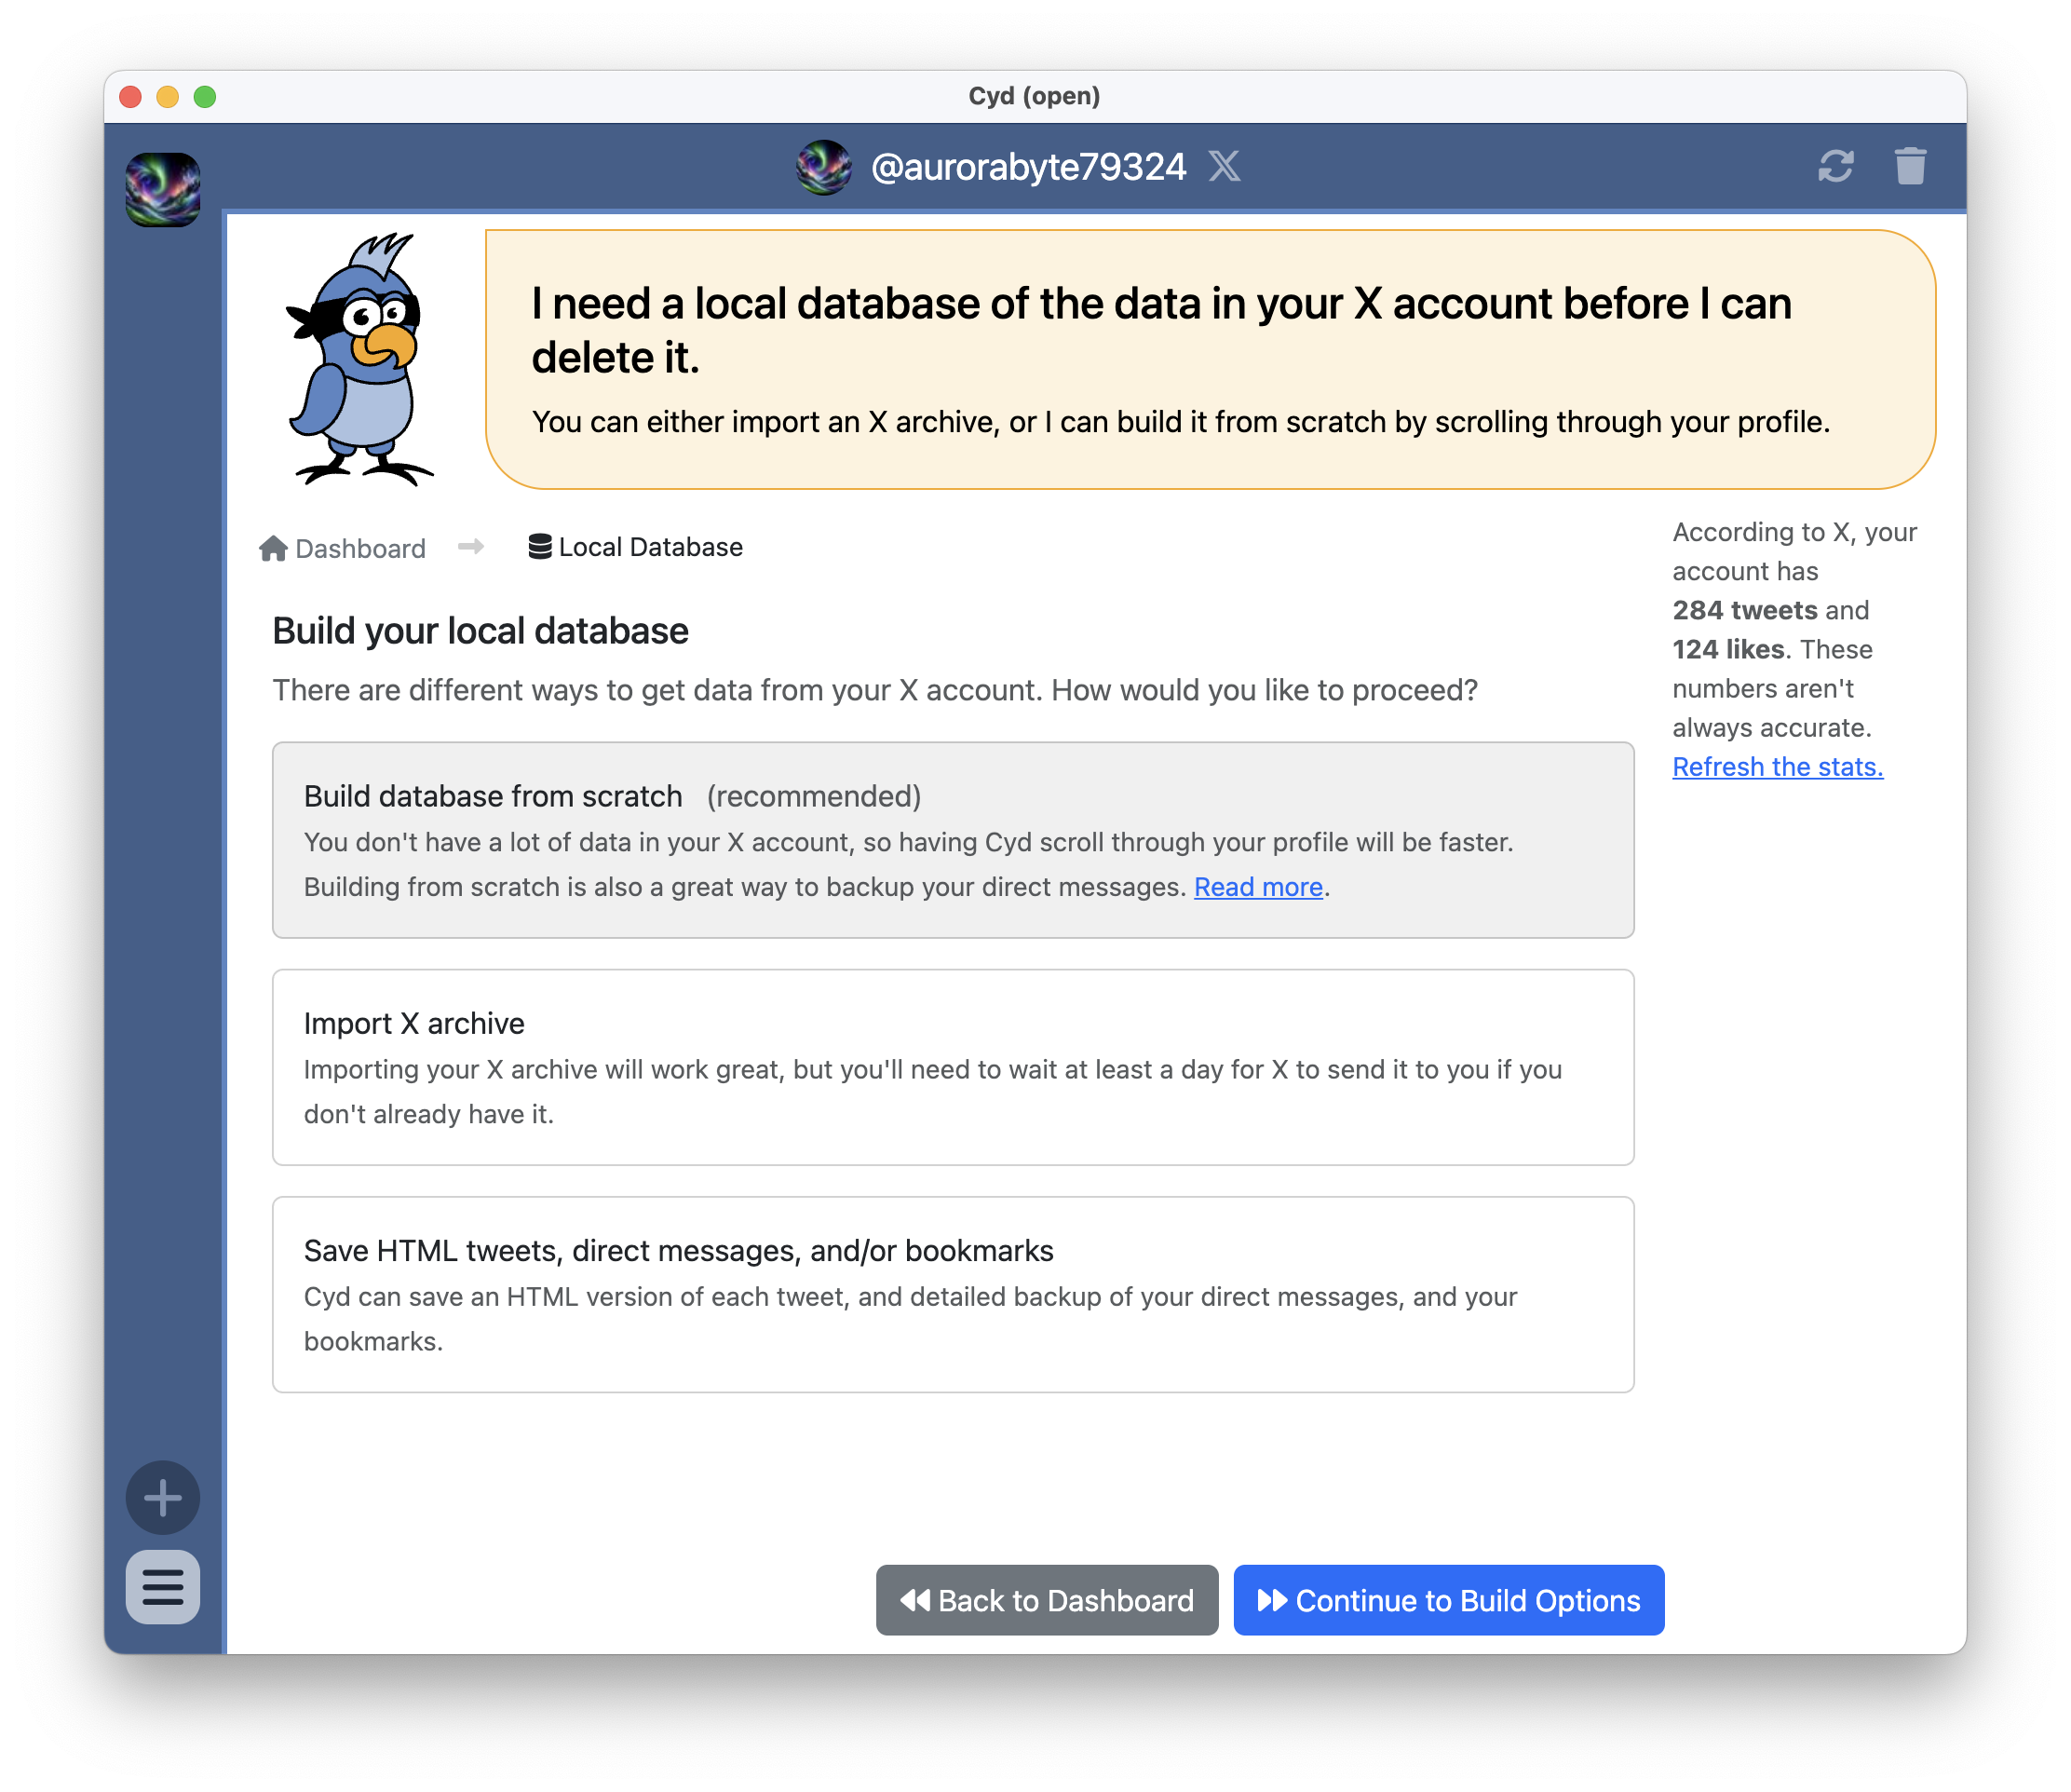 Cyd (open)
@aurorabyte79324
I need a local database of the data in your X account before I can
delete it.
You can either import an X archive, or I can build it from scratch by scrolling through your profile.
Dashboard
Local Database
According to X, your
account has
284 tweets and
124 likes. These
numbers aren't
always accurate.
Refresh the stats.
Build your local database
There are different ways to get data from your X account. How would you like to proceed?
Build database from scratch (recommended)
You don't have a lot of data in your X account, so having Cyd scroll through your profile will be faster.
Building from scratch is also a great way to backup your direct messages. Read more.
Import X archive
Importing your X archive will work great, but you'll need to wait at least a day for X to send it to you if you
don't already have it.
Save HTML tweets, direct messages, and/or bookmarks
Cyd can save an HTML version of each tweet, and detailed backup of your direct messages, and your
bookmarks.
Back to Dashboard
Continue to Build Options